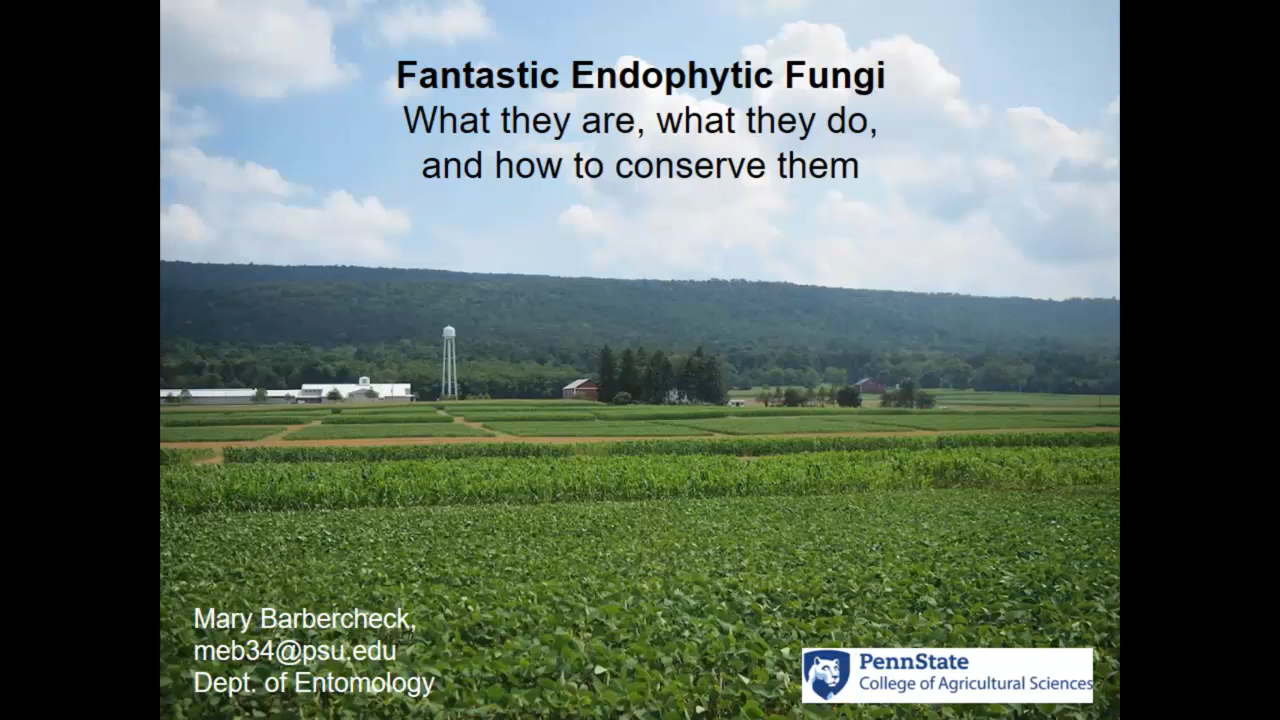 Fantastic Endophytic Fungi
What they are, what they do,
and how to conserve them
Mary Barbercheck,
meb34@psu.edu
Dept. of Entomology
PennState
College of Agricultural Sciences